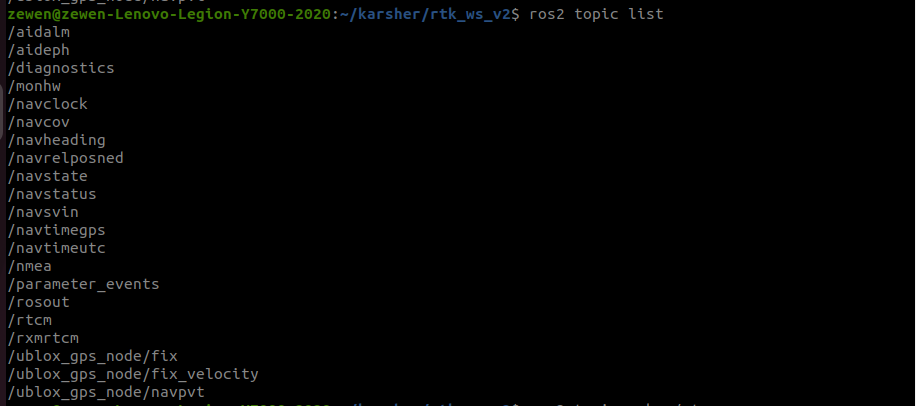 zewen@zewen-Lenovo-Legion-Y7000-2020:~/karsher/rtk_ws_v2$ ros2 topic list
/aidalm
/aideph
/diagnostics
/monhw
/navclock
/navcov
/navheading
/navrelposned
/navstate
/navstatus
/navsvin
/navtimegps
/navtimeutc
/nmea
/parameter_events
/rosout
/rtcm
/rxmrtcm
/ublox_gps_node/fix
/ublox_gps_node/fix_velocity
/ublox_gps_node/navpvt